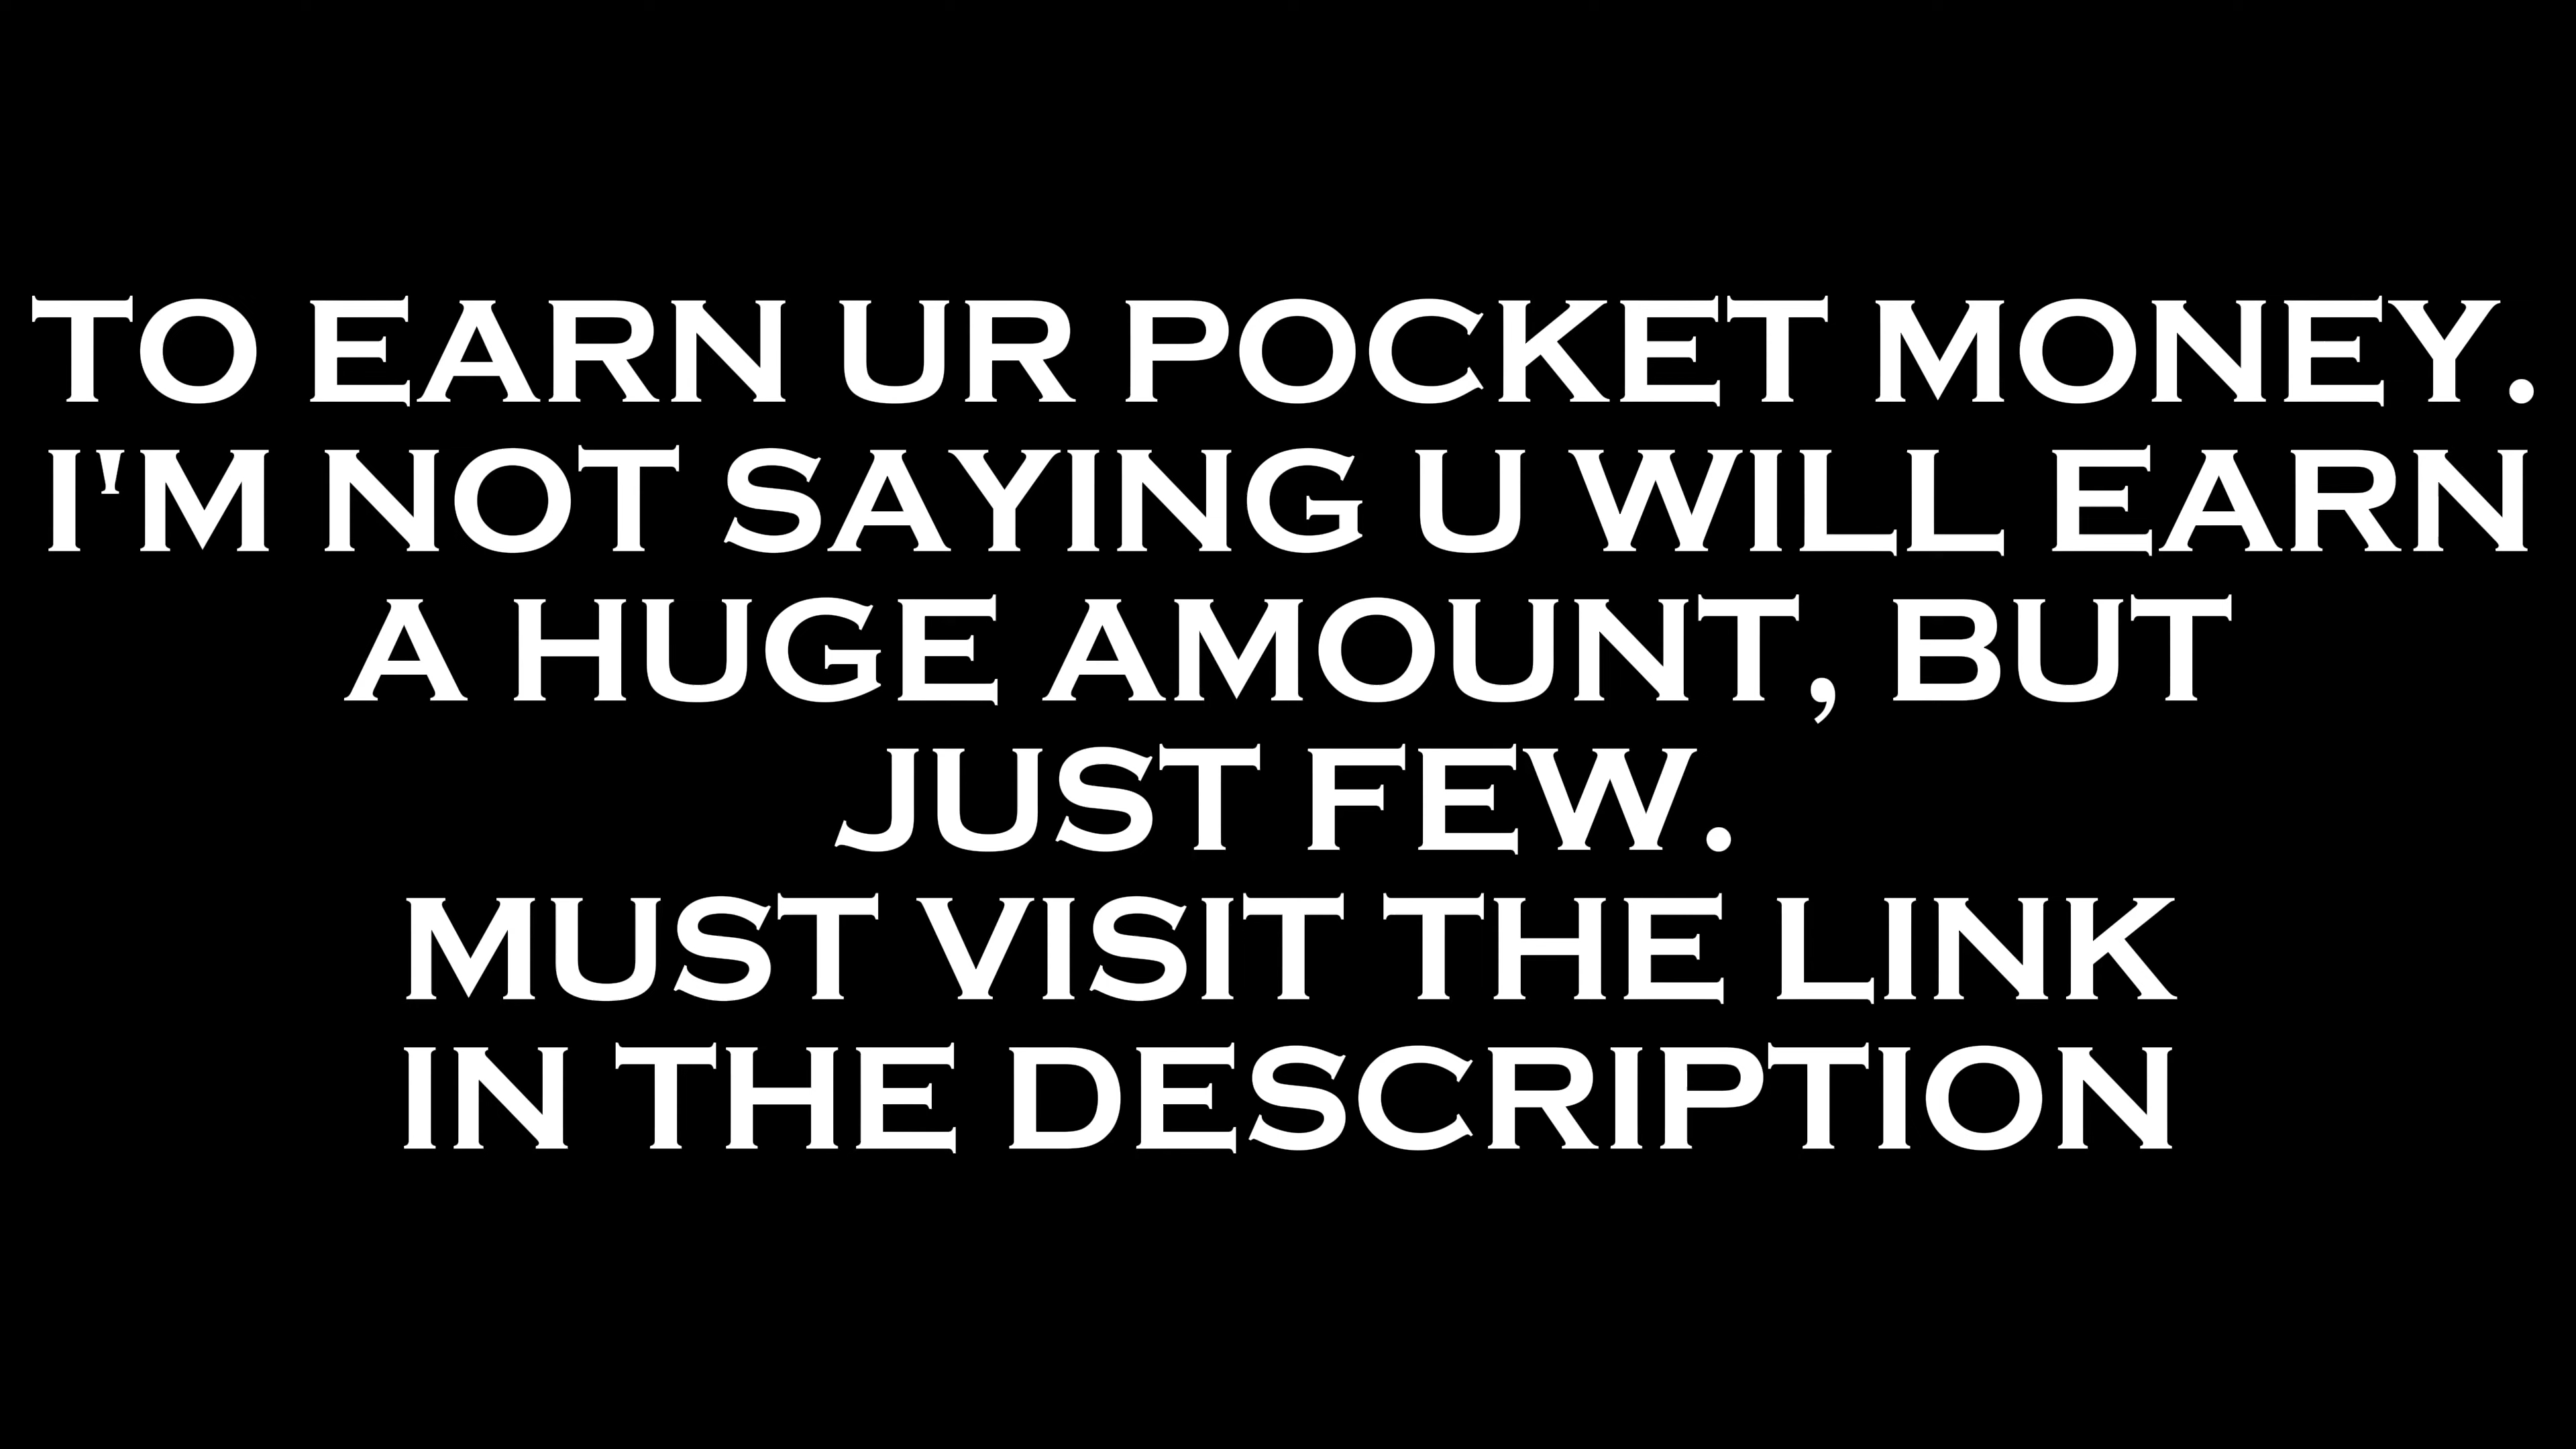 TO EARN UR POCKET MONEY.
I'M NOT SAYING U WILL EARN
A HUGE AMOUNT, BUT
JUST FEW.
MUST VISIT THE LINK
IN THE DESCRIPTION